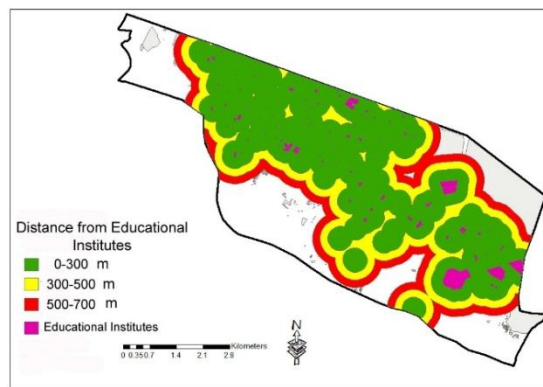 Distance from Educational
Institutes
0-300 m
300-500 m
500-700 m
Educational Institutes
N
Kilometers
0 0.35 0.7 1.4 2.1 2.8